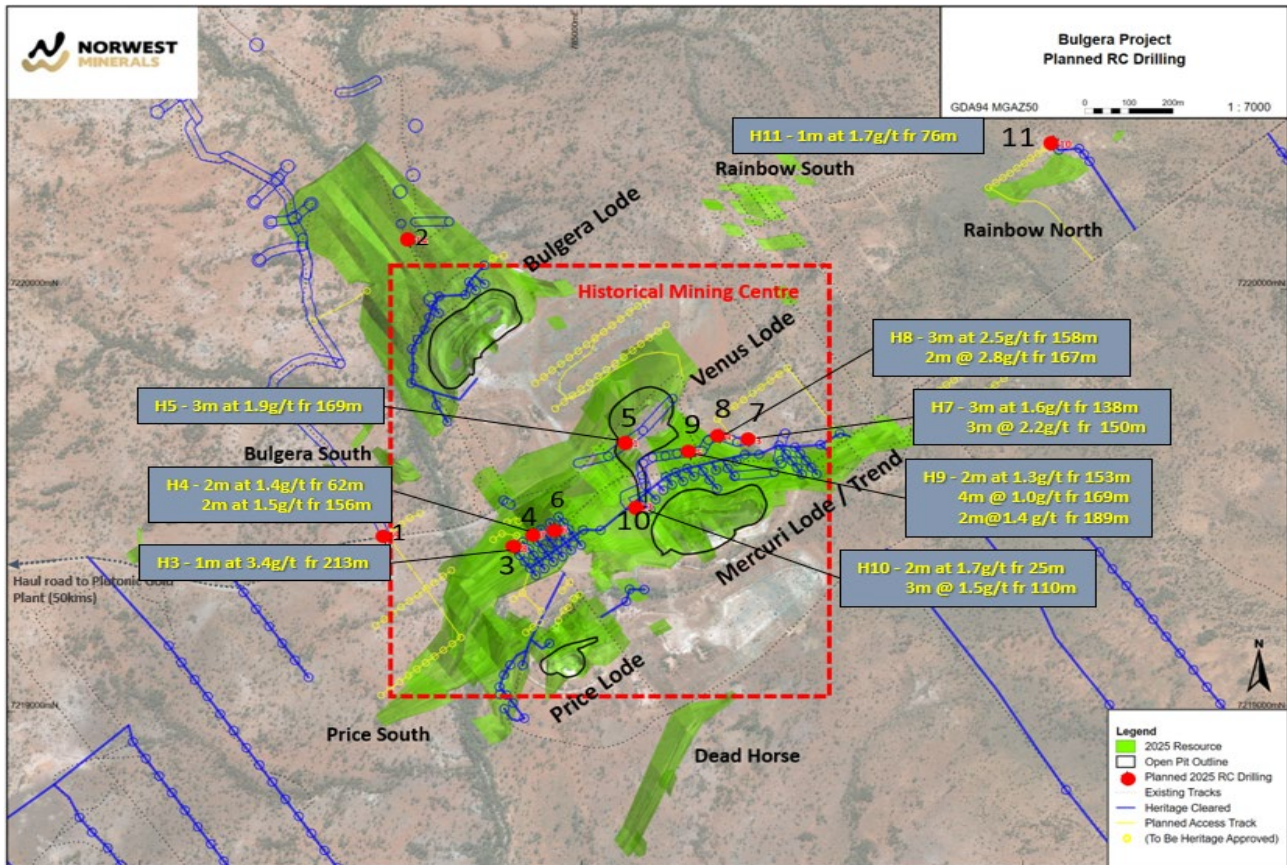 NORWEST
MINERALS
785000mE
Bulgera Project
Planned RC Drilling
GDA94 MGAZ50
0 100 200m
1 : 7000
H11 - 1m at 1.7g/t fr 76m
11
Rainbow South
Rainbow North
2
Bulgera Lode
7220000mN
7220000mN
Historical Mining Centre
Venus Lode
H8 - 3m at 2.5g/t fr 158m
2m @ 2.8g/t fr 167m
H5 - 3m at 1.9g/t fr 169m
5
9
8
7
H7 - 3m at 1.6g/t fr 138m
3m @ 2.2g/t fr 150m
Bulgera South
H4 - 2m at 1.4g/t fr 62m
2m at 1.5g/t fr 156m
H9 - 2m at 1.3g/t fr 153m
4m @ 1.0g/t fr 169m
2m@1.4 g/t fr 189m
1
3
4
6
10
Mercuri Lode / Trend
H3 - 1m at 3.4g/t fr 213m
H10 - 2m at 1.7g/t fr 25m
3m @ 1.5g/t fr 110m
Haul road to Plutonic Gold
Plant (50kms)
Price Lode
N
7219000mN
7219000mN
Price South
Dead Horse
Legend
2025 Resource
Open Pit Outline
Planned 2025 RC Drilling
Existing Tracks
Heritage Cleared
Planned Access Track
(To Be Heritage Approved)